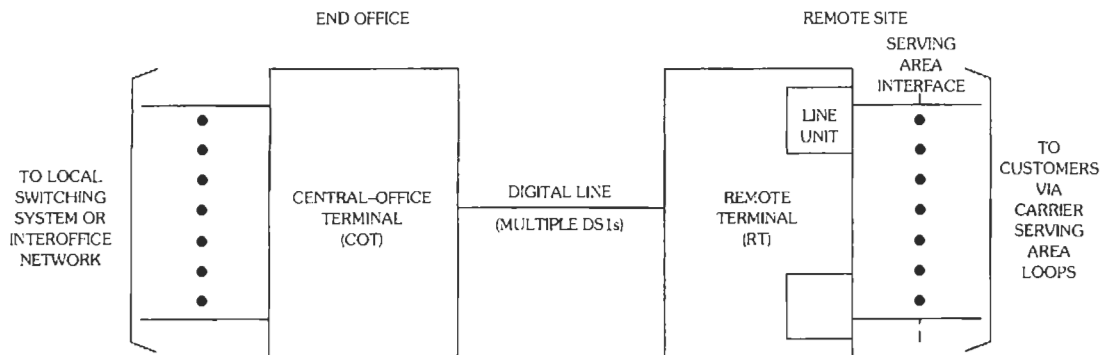 END OFFICE
REMOTE SITE
SERVING
AREA
INTERFACE
LINE
UNIT
TO LOCAL
SWITCHING
SYSTEM OR
INTEROFFICE
NETWORK
CENTRAL-OFFICE
TERMINAL
(COT)
DIGITAL LINE
(MULTIPLE DS1s)
REMOTE
TERMINAL
(RT)
TO
CUSTOMERS
VIA
CARRIER
SERVING
AREA
LOOPS